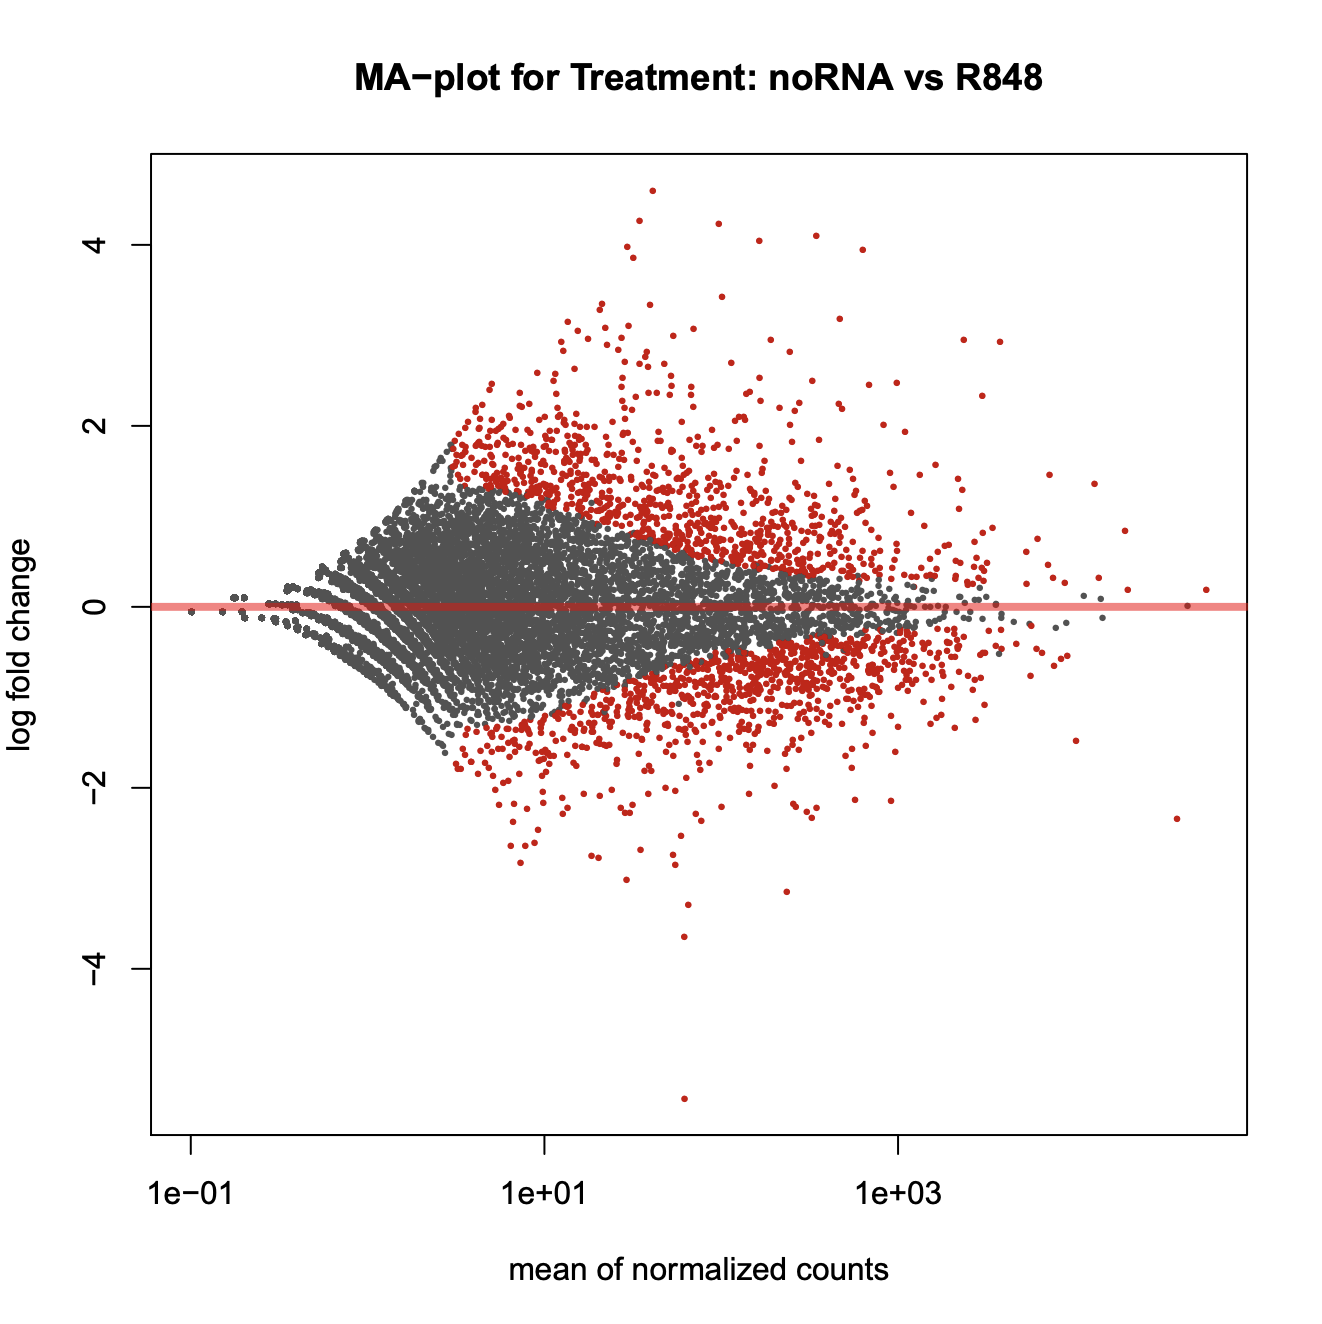 MA−plot for Treatment: noRNA vs R848
log fold change
4
2
0
−2
−4
1e−01 1e+01 1e+03
mean of normalized counts